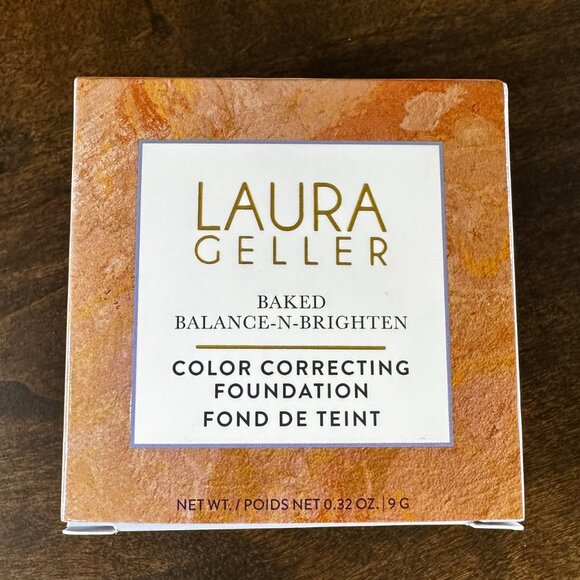 LAURA
GELLER
BAKED
BALANCE-N-BRIGHTEN
COLOR CORRECTING
FOUNDATION
FOND DE TEINT
NET WT. / POIDS NET 0.32 OZ. | 9 G